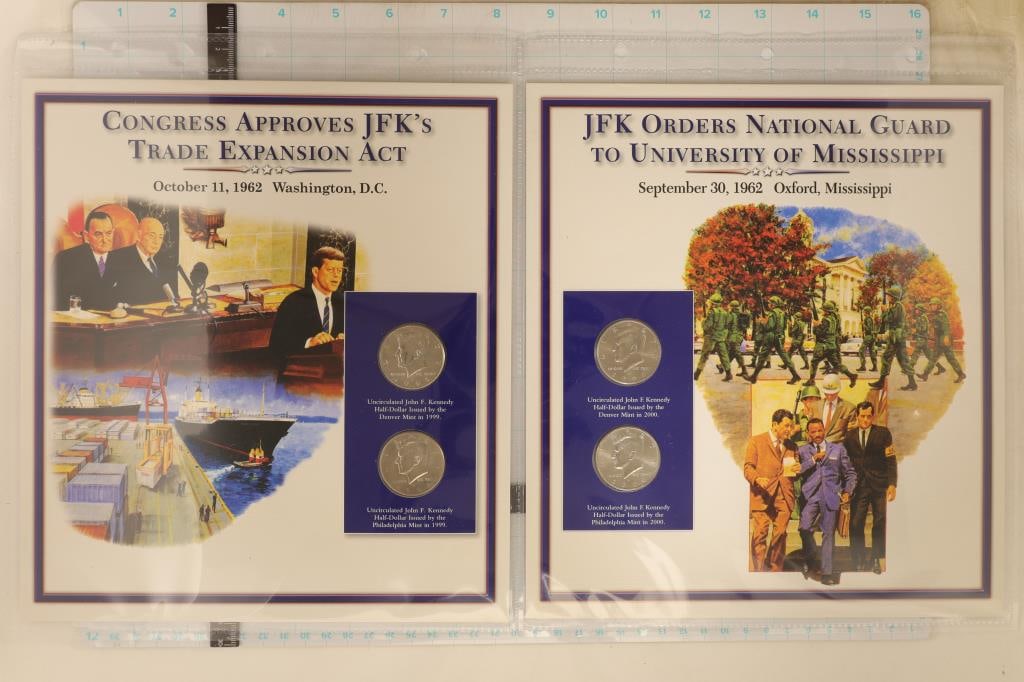 CONGRESS APPROVES JFK'S
TRADE EXPANSION ACT
October 11, 1962 Washington, D.C.
Uncirculated John F. Kennedy
Half-Dollar Issued by the
Denver Mint in 1999.
Uncirculated John F. Kennedy
Half-Dollar Issued by the
Philadelphia Mint in 1999.
JFK ORDERS NATIONAL GUARD
TO UNIVERSITY OF MISSISSIPPI
September 30, 1962 Oxford, Mississippi
Uncirculated John F. Kennedy
Half-Dollar Issued by the
Denver Mint in 2000.
Uncirculated John F. Kennedy
Half-Dollar Issued by the
Philadelphia Mint in 2000.
1 2 4 5 6 7 8 9 10 11 12 13 14 15 16